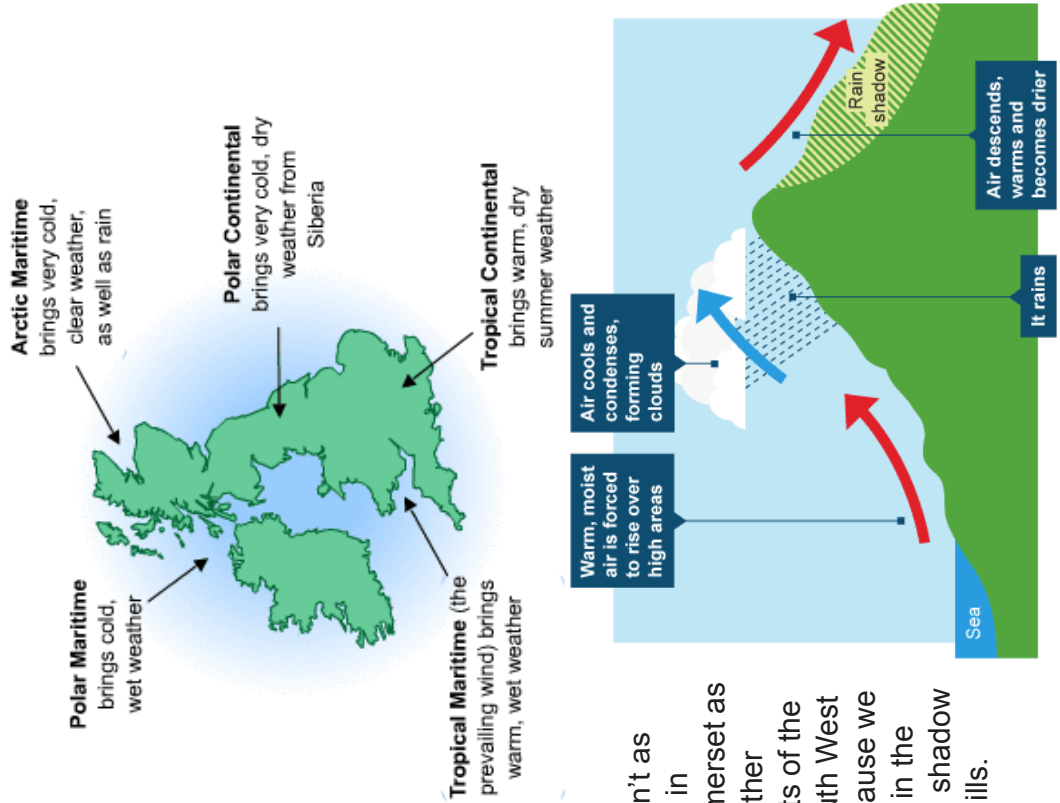 Arctic Maritime
brings very cold,
clear weather,
as well as rain
Polar Maritime
brings cold,
wet weather
Polar Continental
brings very cold, dry
weather from
Siberia
Tropical Maritime (the
prevailing wind) brings
warm, wet weather
Tropical Continental
brings warm, dry
summer weather
n't as
in
merset as
ther
ts of the
uth West
ause we
in the
shadow
ills.
Warm, moist
air is forced
to rise over
high areas
Air cools and
condenses,
forming
clouds
Rain
shadow
Sea
It rains
Air descends,
warms and
becomes drier